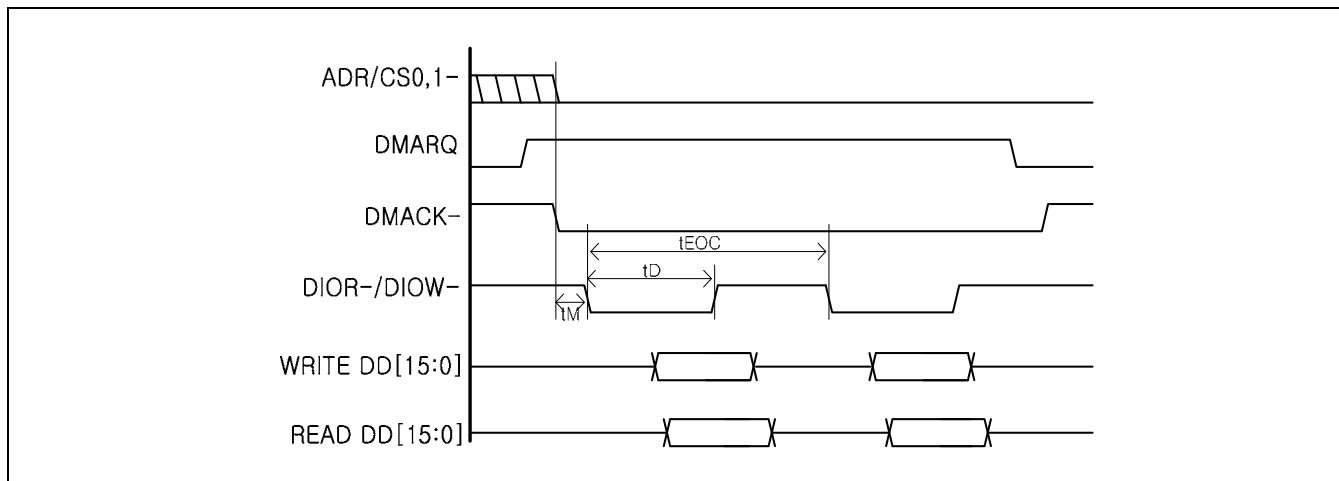 ADR/CS0,1-
DMARQ
DMACK-
tEOC
tD
DIOR-/DIOW-
tM
WRITE DD[15:0]
READ DD[15:0]